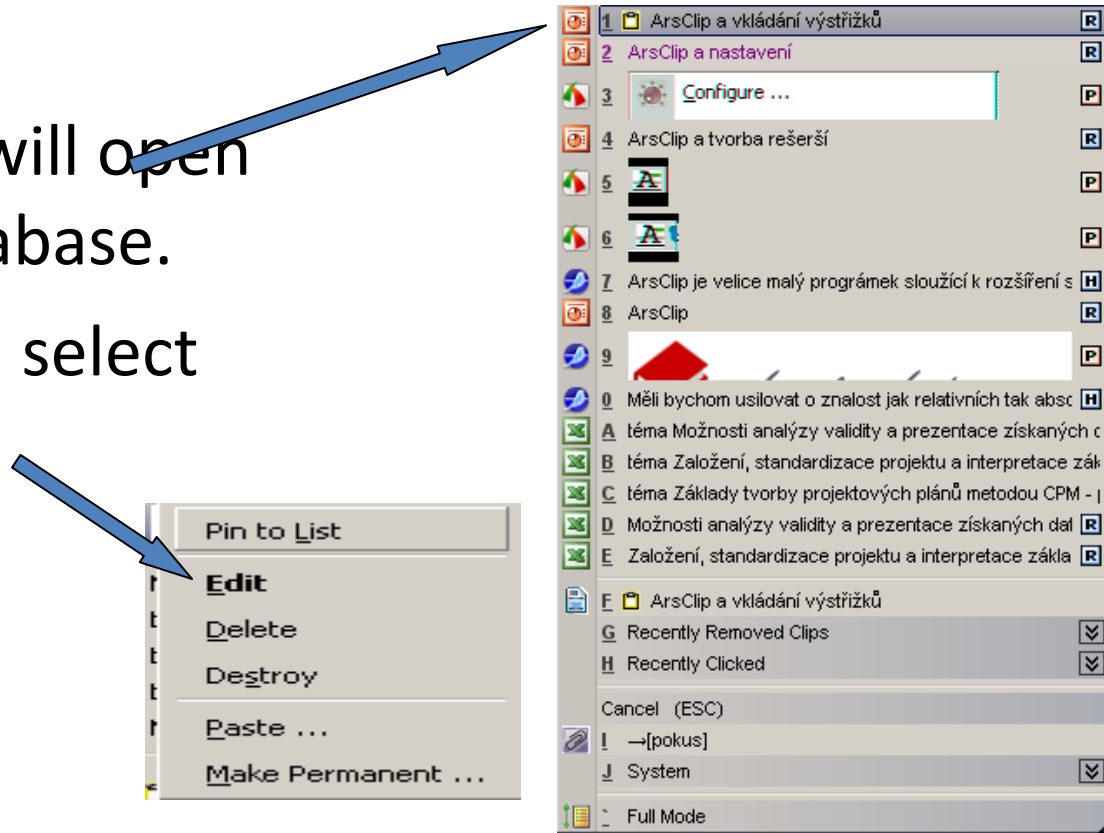 will open
abase.
select
Pin to List
Edit
Delete
Destroy
Paste ...
Make Permanent ...
1 ArsClip a vkládání výstřižků R
2 ArsClip a nastavení R
3 Configure ... P
4 ArsClip a tvorba rešerší R
5 A P
6 A P
7 ArsClip je velice malý prográmek sloužící k rozšíření s H
8 ArsClip R
9 P
0 Měli bychom usilovat o znalost jak relativních tak absc H
A téma Možnosti analýzy validity a prezentace získaných c
B téma Založení, standardizace projektu a interpretace zák
C téma Základy tvorby projektových plánů metodou CPM - p
D Možnosti analýzy validity a prezentace získaných dat R
E Založení, standardizace projektu a interpretace zákla R
F ArsClip a vkládání výstřižků
G Recently Removed Clips
H Recently Clicked
Cancel (ESC)
I →[pokus]
J System
` Full Mode